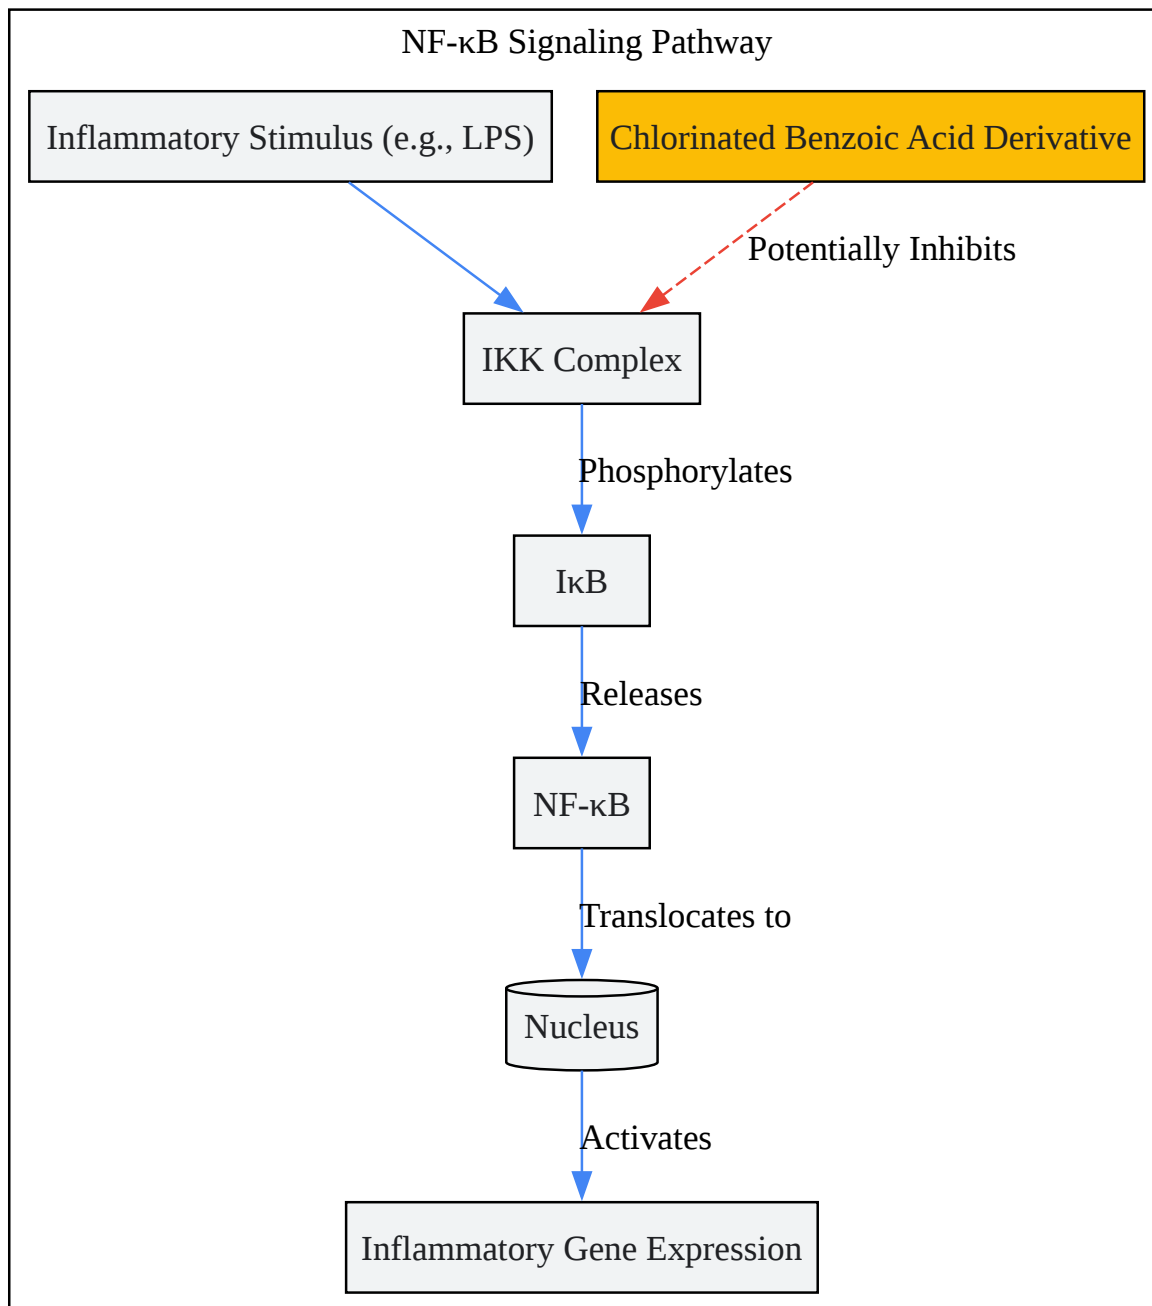 NF-κB Signaling Pathway
Inflammatory Stimulus (e.g., LPS)
Chlorinated Benzoic Acid Derivative
Potentially Inhibits
IKK Complex
Phosphorylates
IκB
Releases
NF-κB
Translocates to
Nucleus
Activates
Inflammatory Gene Expression